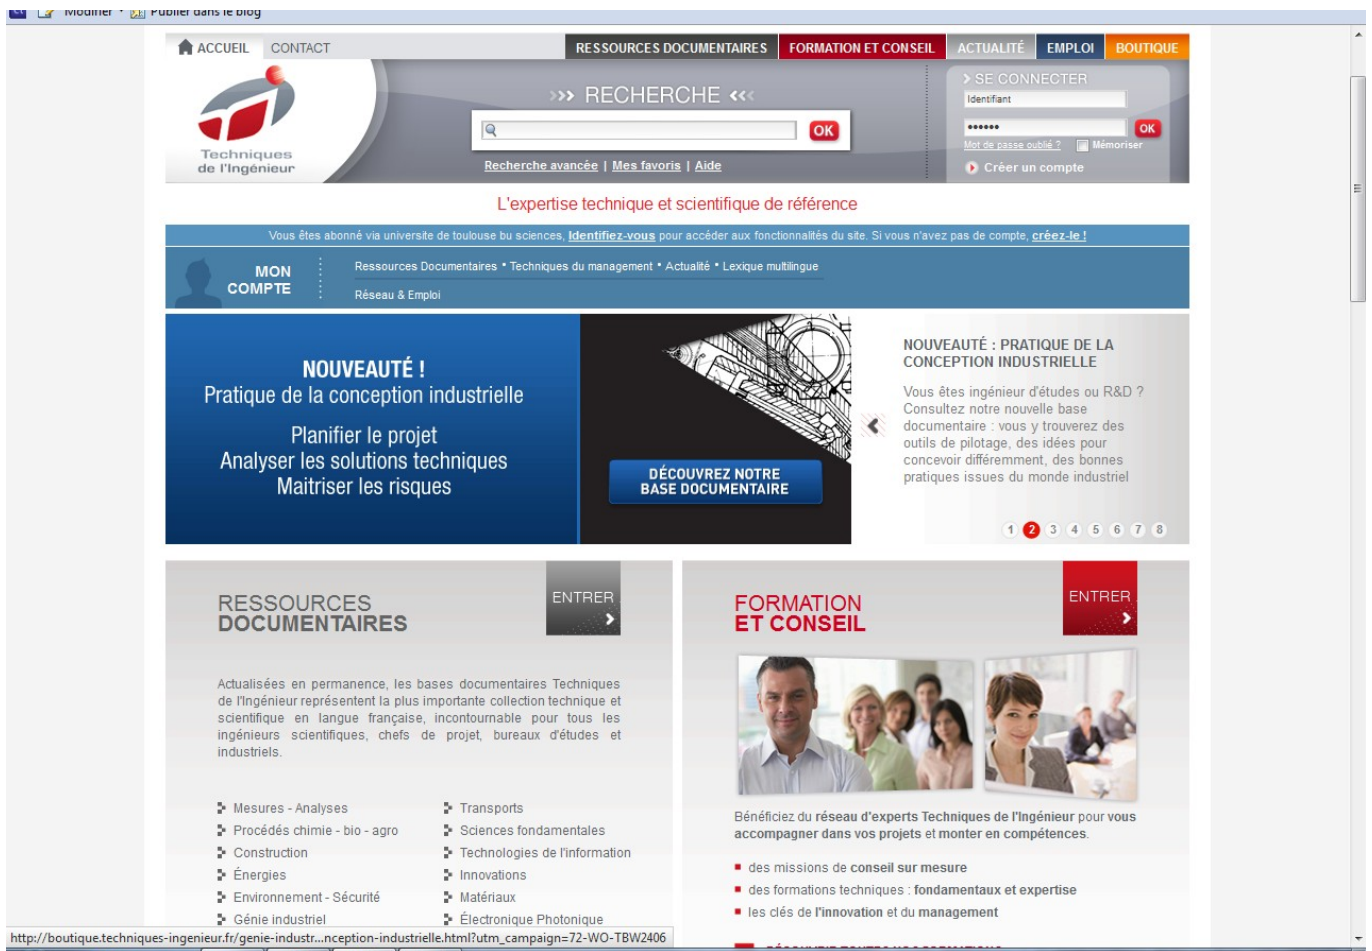 Modifier
Publier dans le blog
ACCUEIL CONTACT RESSOURCES DOCUMENTAIRES FORMATION ET CONSEIL ACTUALITÉ EMPLOI BOUTIQUE
Techniques
de l'Ingénieur
>>> RECHERCHE <<<
OK
Recherche avancée | Mes favoris | Aide
> SE CONNECTER
Identifiant
••••••
OK
Mot de passe oublié ? Mémoriser
Créer un compte
L'expertise technique et scientifique de référence
Vous êtes abonné via universite de toulouse bu sciences, Identifiez-vous pour accéder aux fonctionnalités du site. Si vous n'avez pas de compte, créez-le !
MON
COMPTE
Ressources Documentaires • Techniques du management • Actualité • Lexique multilingue
Réseau & Emploi
NOUVEAUTÉ !
Pratique de la conception industrielle
Planifier le projet
Analyser les solutions techniques
Maitriser les risques
DÉCOUVREZ NOTRE
BASE DOCUMENTAIRE
NOUVEAUTÉ : PRATIQUE DE LA
CONCEPTION INDUSTRIELLE
Vous êtes ingénieur d'études ou R&D ?
Consultez notre nouvelle base
documentaire : vous y trouverez des
outils de pilotage, des idées pour
concevoir différemment, des bonnes
pratiques issues du monde industriel
1 2 3 4 5 6 7 8
RESSOURCES
DOCUMENTAIRES
ENTRER
Actualisées en permanence, les bases documentaires Techniques
de l'Ingénieur représentent la plus importante collection technique et
scientifique en langue française, incontournable pour tous les
ingénieurs scientifiques, chefs de projet, bureaux d'études et
industriels.
Mesures - Analyses
Procédés chimie - bio - agro
Construction
Énergies
Environnement - Sécurité
Génie industriel
Transports
Sciences fondamentales
Technologies de l'information
Innovations
Matériaux
Électronique Photonique
FORMATION
ET CONSEIL
ENTRER
Bénéficiez du réseau d'experts Techniques de l'Ingénieur pour vous
accompagner dans vos projets et monter en compétences.
des missions de conseil sur mesure
des formations techniques : fondamentaux et expertise
les clés de l'innovation et du management
DÉCOUVRIR TOUTES NOS FORMATIONS
http://boutique.techniques-ingenieur.fr/genie-industr...nception-industrielle.html?utm_campaign=72-WO-TBW2406